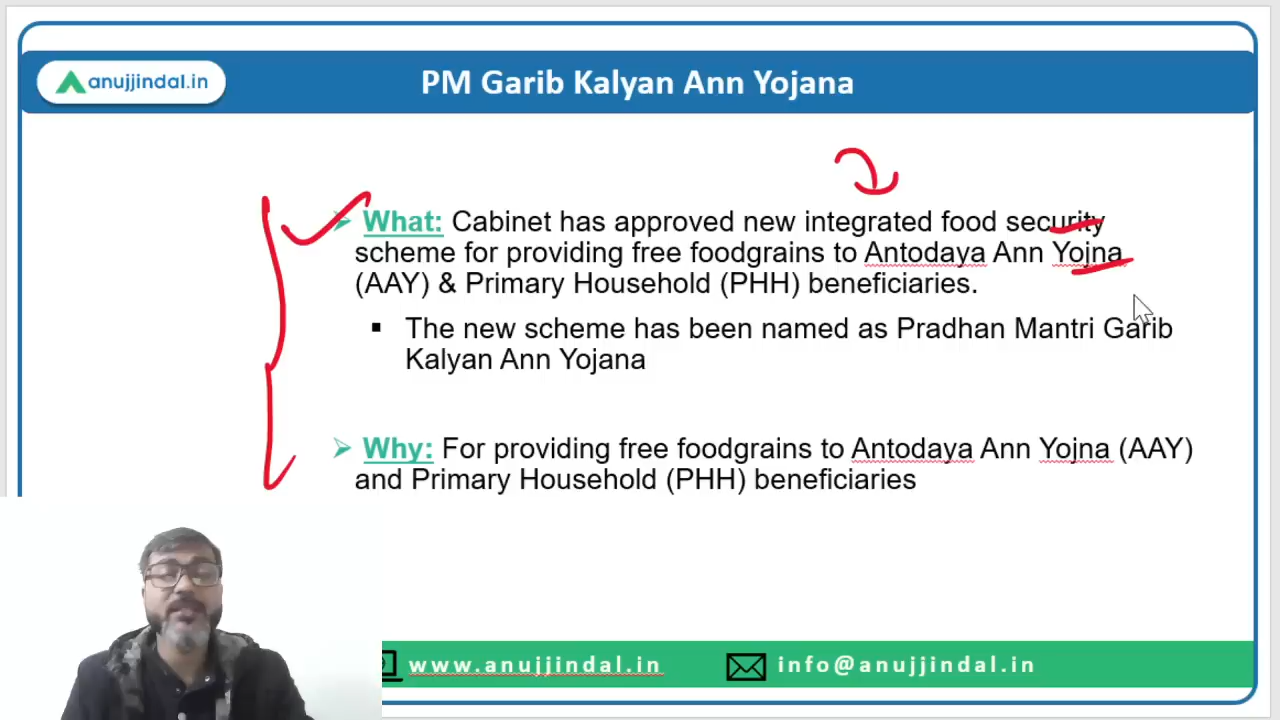 anujjindal.in
PM Garib Kalyan Ann Yojana
What: Cabinet has approved new integrated food security
scheme for providing free foodgrains to Antodaya Ann Yojna
(AAY) & Primary Household (PHH) beneficiaries.
The new scheme has been named as Pradhan Mantri Garib
Kalyan Ann Yojana
Why: For providing free foodgrains to Antodaya Ann Yojna (AAY)
and Primary Household (PHH) beneficiaries
www.anujjindal.in
info@anujjindal.in